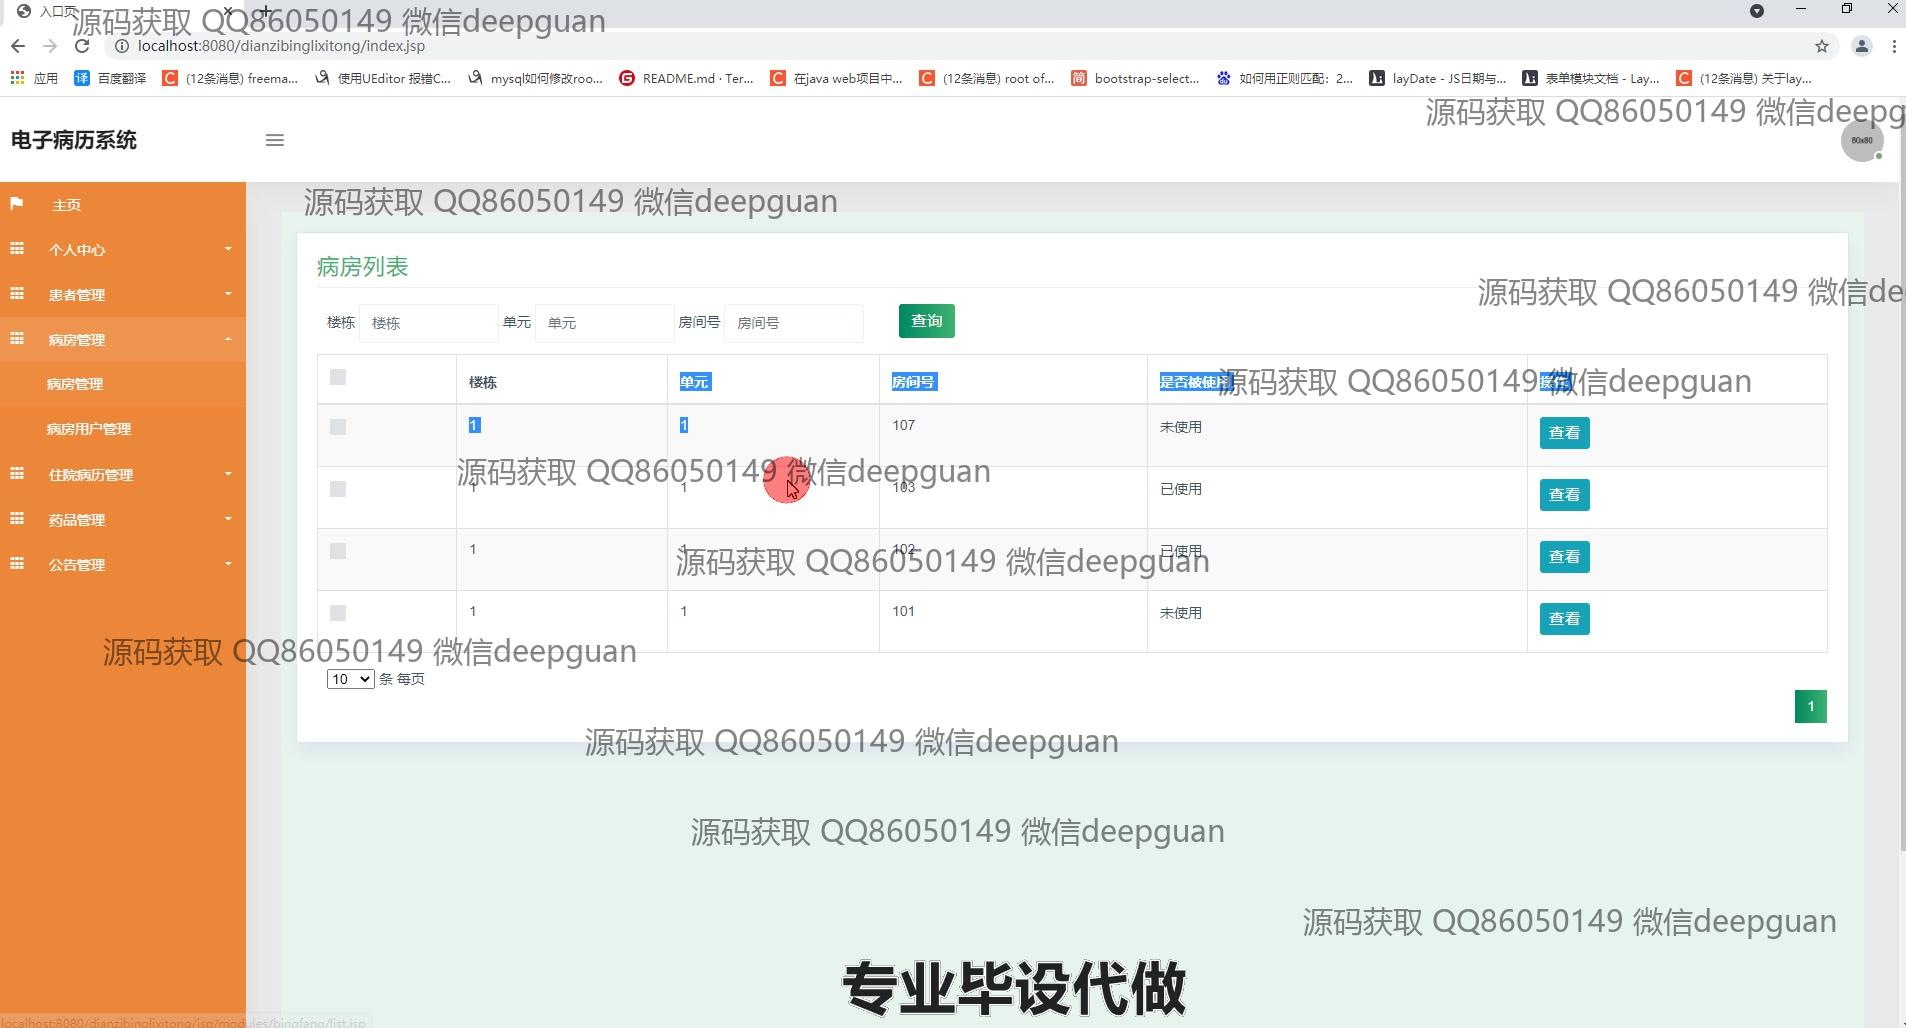 入口页
源码获取 QQ86050149 微信deepguan
localhost:8080/dianzibinglixitong/index.jsp
应用 百度翻译 (12条消息) freema... 使用UEditor 报错C... mysql如何修改roo... README.md · Ter... 在java web项目中... (12条消息) root of... bootstrap-select... 如何用正则匹配：2... layDate - JS日期与... 表单模块文档 - Lay... (12条消息) 关于lay...
源码获取 QQ86050149 微信deepg
电子病历系统
80x80
主页
源码获取 QQ86050149 微信deepguan
个人中心
病房列表
患者管理
源码获取 QQ86050149 微信de
楼栋 楼栋 单元 单元 房间号 房间号 查询
病房管理
楼栋 单元 房间号 是否被使用 操作
源码获取 QQ86050149 微信deepguan
病房管理
1 1 107 未使用 查看
病房用户管理
源码获取 QQ86050149 微信deepguan
住院病历管理
1 1 103 已使用 查看
药品管理
1 1 102 已使用 查看
源码获取 QQ86050149 微信deepguan
公告管理
1 1 101 未使用 查看
源码获取 QQ86050149 微信deepguan
10 条 每页
1
源码获取 QQ86050149 微信deepguan
源码获取 QQ86050149 微信deepguan
源码获取 QQ86050149 微信deepguan
专业毕设代做
localhost:8080/dianzibinglixitong/jsp/modules/bingfang/list.jsp